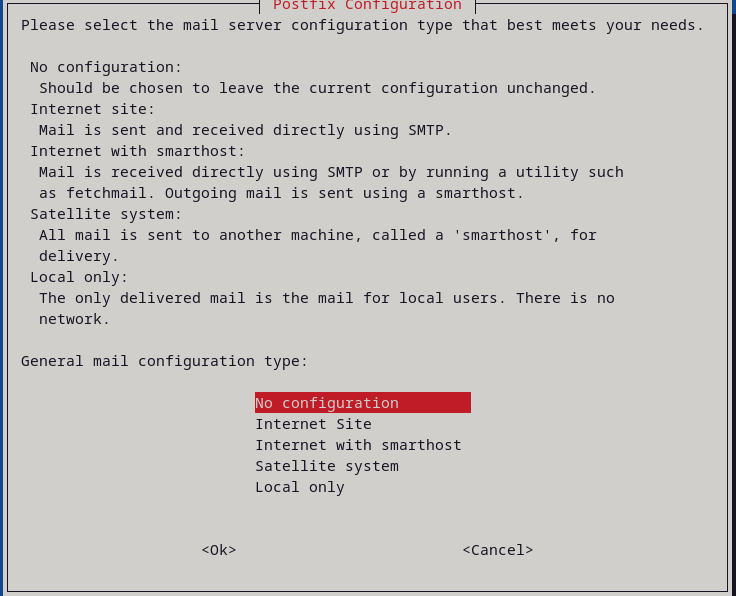 Postfix Configuration
Please select the mail server configuration type that best meets your needs.
No configuration:
Should be chosen to leave the current configuration unchanged.
Internet site:
Mail is sent and received directly using SMTP.
Internet with smarthost:
Mail is received directly using SMTP or by running a utility such
as fetchmail. Outgoing mail is sent using a smarthost.
Satellite system:
All mail is sent to another machine, called a 'smarthost', for
delivery.
Local only:
The only delivered mail is the mail for local users. There is no
network.
General mail configuration type:
No configuration
Internet Site
Internet with smarthost
Satellite system
Local only
<Ok> <Cancel>